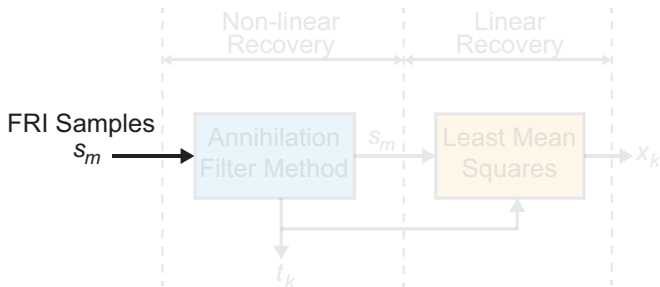 Non-linear Recovery
Linear Recovery
FRI Samples
s_m
Annihilation
Filter Method
s_m
Least Mean
Squares
x_k
t_k